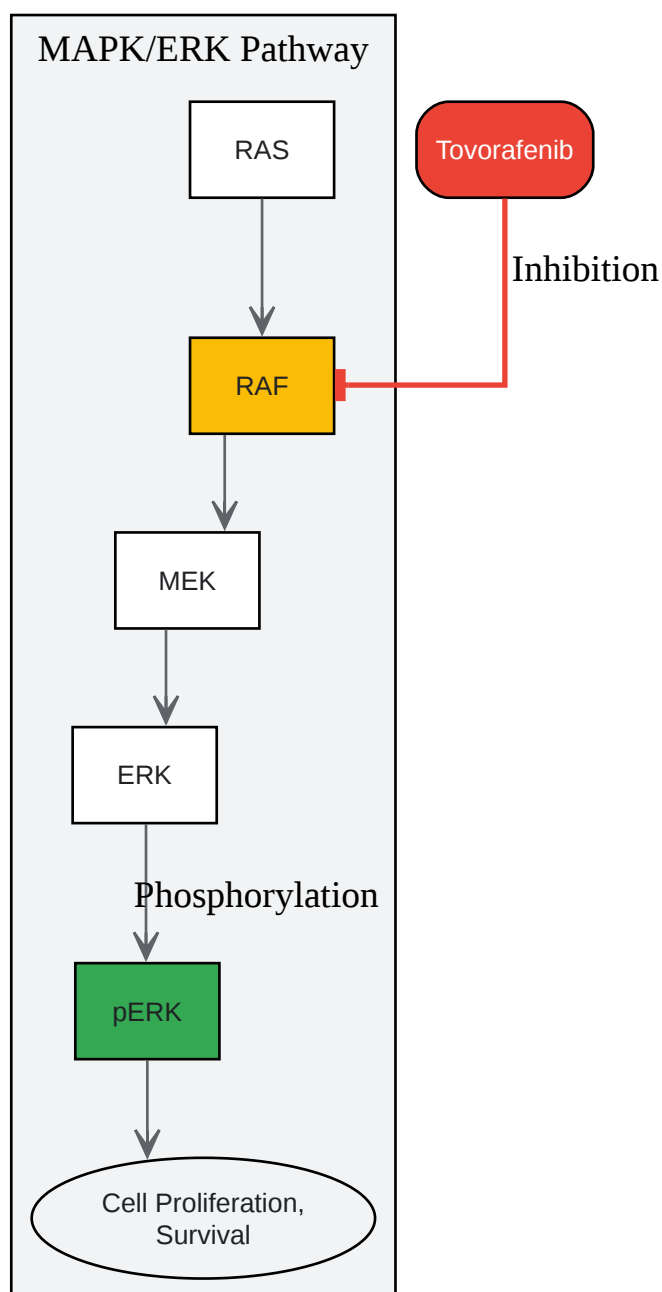 MAPK/ERK Pathway
RAS
Tovorafenib
Inhibition
RAF
MEK
ERK
Phosphorylation
pERK
Cell Proliferation,
Survival